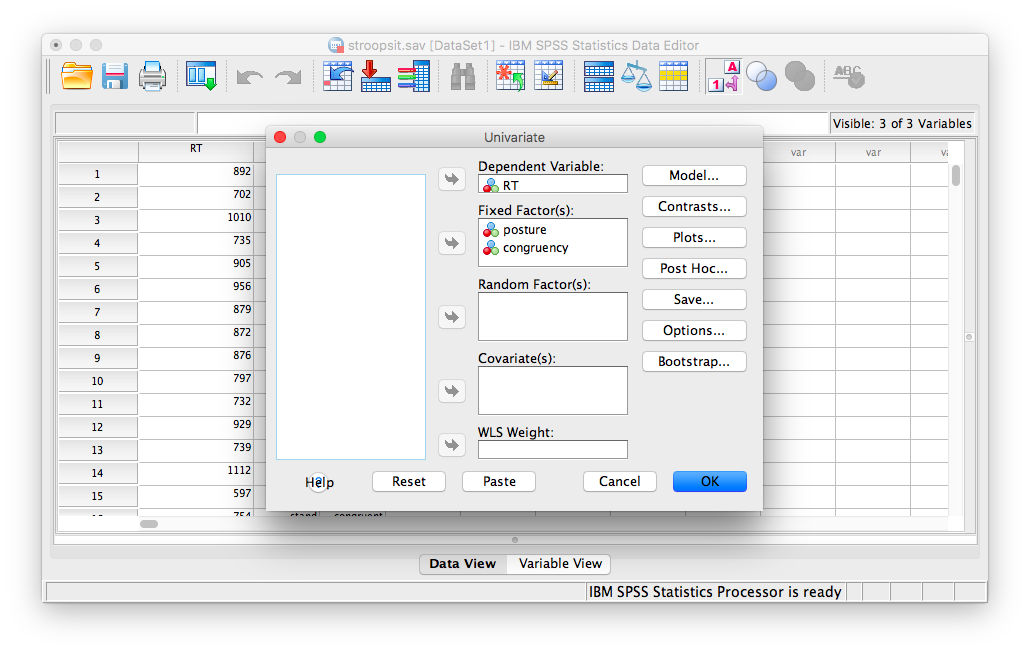 stroopsit.sav [DataSet1] - IBM SPSS Statistics Data Editor
A
1
ABC
Visible: 3 of 3 Variables
Univariate
RT
var
var
1 892
2 702
3 1010
4 735
5 905
6 956
7 879
8 872
9 876
10 797
11 732
12 929
13 739
14 1112
15 597
754 stand congruent
Dependent Variable:
RT
Fixed Factor(s):
posture
congruency
Random Factor(s):
Covariate(s):
WLS Weight:
Model...
Contrasts...
Plots...
Post Hoc...
Save...
Options...
Bootstrap...
Help
Reset
Paste
Cancel
OK
Data View
Variable View
IBM SPSS Statistics Processor is ready